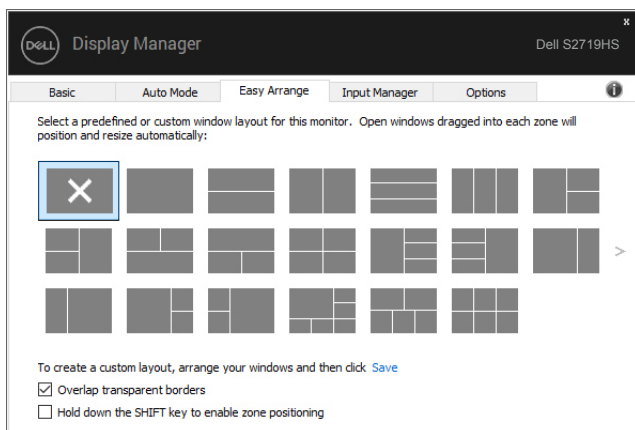 x
DELL Display Manager Dell S2719HS
Basic Auto Mode Easy Arrange Input Manager Options i
Select a predefined or custom window layout for this monitor. Open windows dragged into each zone will
position and resize automatically:
>
To create a custom layout, arrange your windows and then click Save
Overlap transparent borders
Hold down the SHIFT key to enable zone positioning